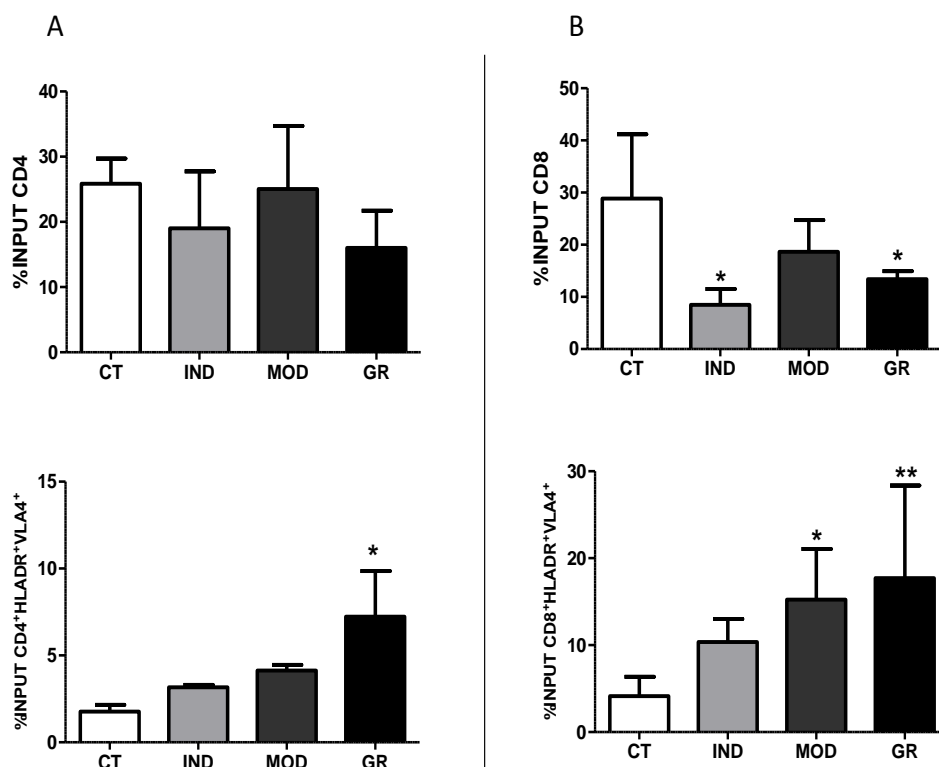 A
B
%INPUT CD4
40
30
20
10
0
CT IND MOD GR
%INPUT CD8
50
40
30
20
10
0
*
*
CT IND MOD GR
%INPUT CD4⁺HLADR⁺VLA4⁺
15
10
5
0
*
CT IND MOD GR
%INPUT CD8⁺HLADR⁺VLA4⁺
30
20
10
0
*
**
CT IND MOD GR